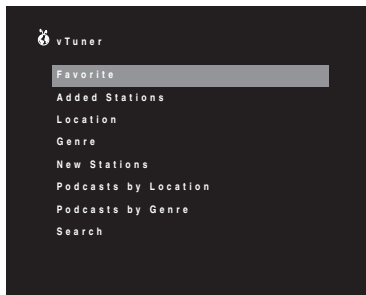 vTuner
Favorite
Added Stations
Location
Genre
New Stations
Podcasts by Location
Podcasts by Genre
Search